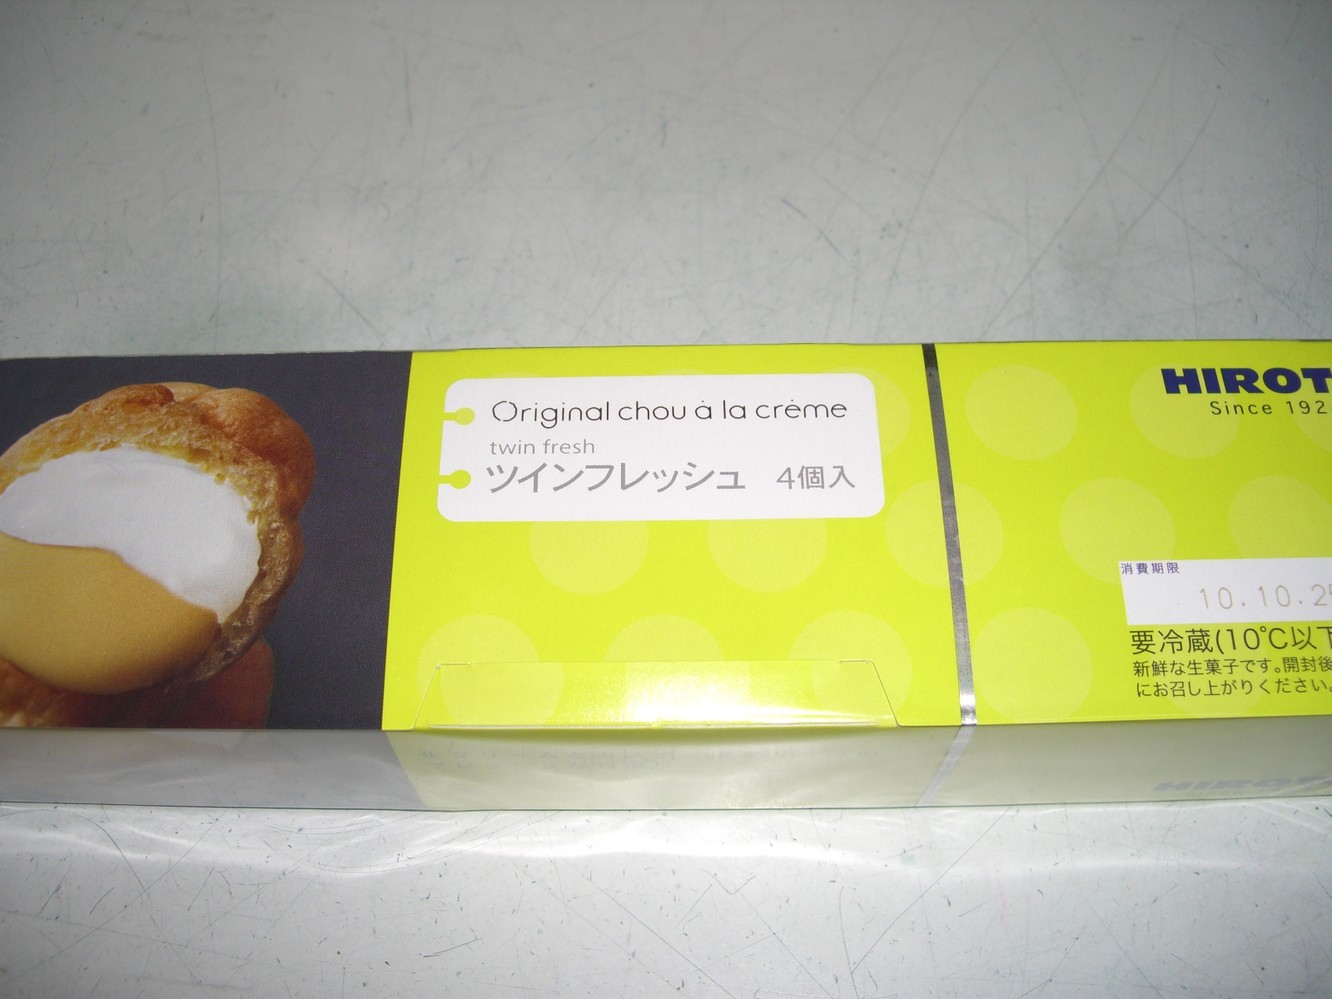 Original chou à la crème
twin fresh
ツインフレッシュ 4個入
HIROT
Since 192
消費期限
10.10.25
要冷蔵(10℃以下
新鮮な生菓子です。開封後
にお召し上がりください。